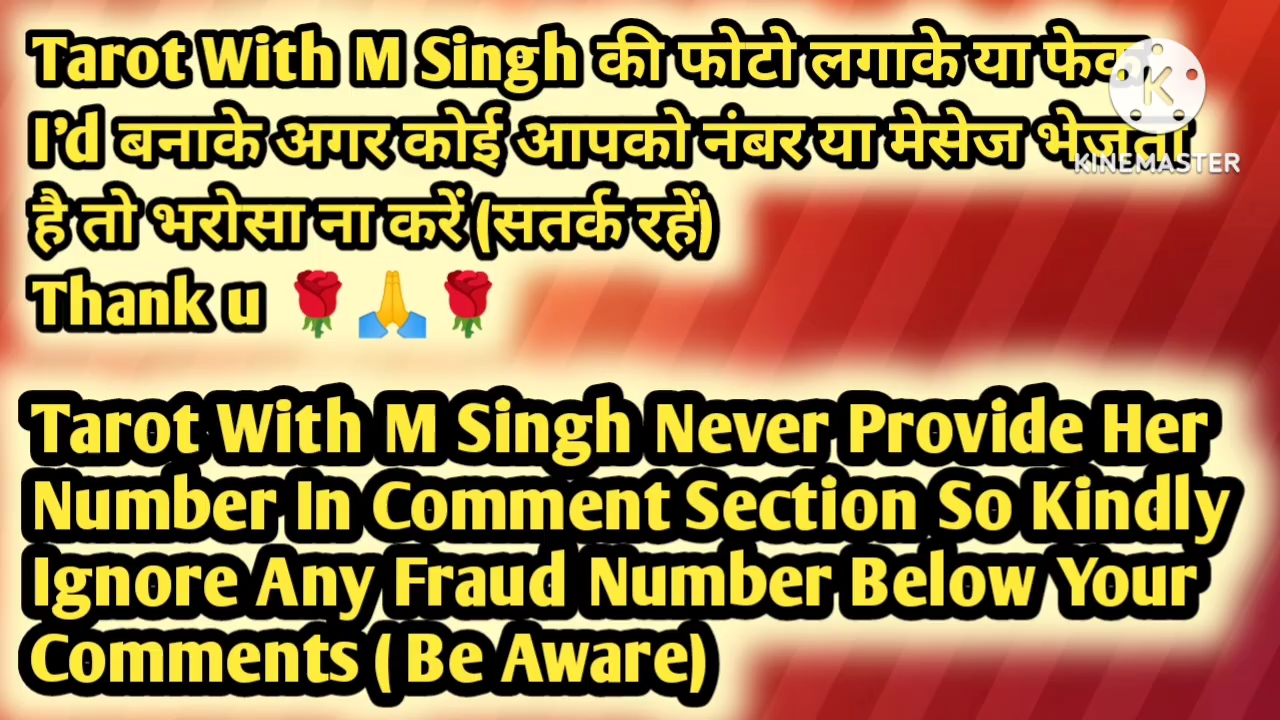 Tarot With M Singh की फोटो लगाके या फेक
I'd बनाके अगर कोई आपको नंबर या मेसेज भेजता
है तो भरोसा ना करें (सतर्क रहें)
Thank u 🌹🙏🌹
K
KINEMASTER
Tarot With M Singh Never Provide Her
Number In Comment Section So Kindly
Ignore Any Fraud Number Below Your
Comments ( Be Aware)